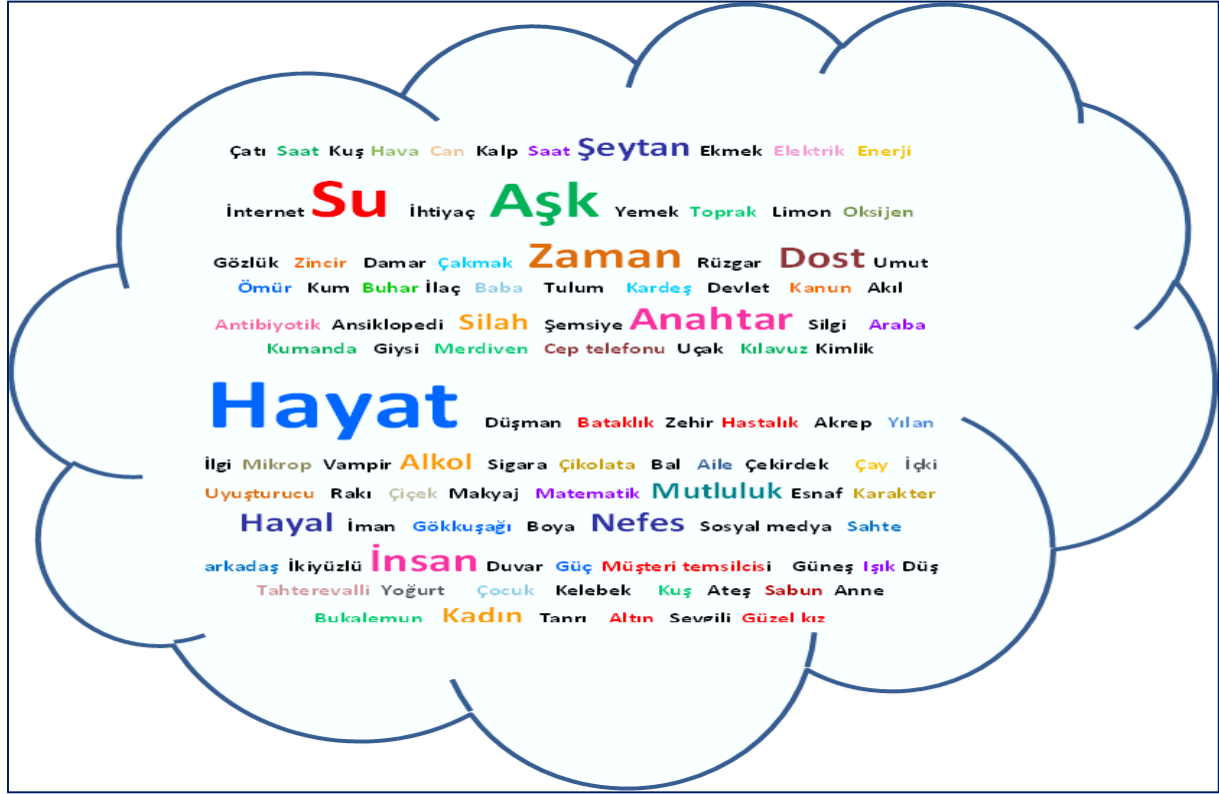 Çatı Saat Kuş Hava Can Kalp Saat Şeytan Ekmek Elektrik Enerji
İnternet Su İhtiyaç Aşk Yemek Toprak Limon Oksijen
Gözlük Zincir Damar Çakmak Zaman Rüzgar Dost Umut
Ömür Kum Buhar İlaç Baba Tulum Kardeş Devlet Kanun Akıl
Antibiyotik Ansiklopedi Silah Şemsiye Anahtar Silgi Araba
Kumanda Giysi Merdiven Cep telefonu Uçak Kılavuz Kimlik
Hayat Düşman Bataklık Zehir Hastalık Akrep Yılan
İlgi Mikrop Vampir Alkol Sigara Çikolata Bal Aile Çekirdek Çay İçki
Uyuşturucu Rakı Çiçek Makyaj Matematik Mutluluk Esnaf Karakter
Hayal İman Gökkuşağı Boya Nefes Sosyal medya Sahte
arkadaş İkiyüzlü İnsan Duvar Güç Müşteri temsilcisi Güneş Işık Düş
Tahterevalli Yoğurt Çocuk Kelebek Kuş Ateş Sabun Anne
Bukalemun Kadın Tanrı Altın Sevgili Güzel kız